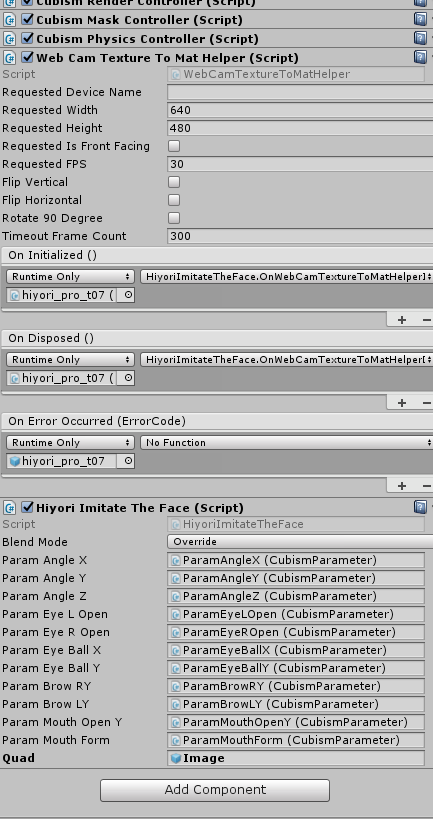 Cubism Render Controller (Script)
Cubism Mask Controller (Script)
Cubism Physics Controller (Script)
Web Cam Texture To Mat Helper (Script)
Script WebCamTextureToMatHelper
Requested Device Name
Requested Width 640
Requested Height 480
Requested Is Front Facing
Requested FPS 30
Flip Vertical
Flip Horizontal
Rotate 90 Degree
Timeout Frame Count 300
On Initialized ()
Runtime Only HiyoriImitateTheFace.OnWebCamTextureToMatHelperI
hiyori_pro_t07 (
+ −
On Disposed ()
Runtime Only HiyoriImitateTheFace.OnWebCamTextureToMatHelperI
hiyori_pro_t07 (
+ −
On Error Occurred (ErrorCode)
Runtime Only No Function
hiyori_pro_t07
+ −
Hiyori Imitate The Face (Script)
Script HiyoriImitateTheFace
Blend Mode Override
Param Angle X ParamAngleX (CubismParameter)
Param Angle Y ParamAngleY (CubismParameter)
Param Angle Z ParamAngleZ (CubismParameter)
Param Eye L Open ParamEyeLOpen (CubismParameter)
Param Eye R Open ParamEyeROpen (CubismParameter)
Param Eye Ball X ParamEyeBallX (CubismParameter)
Param Eye Ball Y ParamEyeBallY (CubismParameter)
Param Brow RY ParamBrowRY (CubismParameter)
Param Brow LY ParamBrowLY (CubismParameter)
Param Mouth Open Y ParamMouthOpenY (CubismParameter)
Param Mouth Form ParamMouthForm (CubismParameter)
Quad Image
Add Component